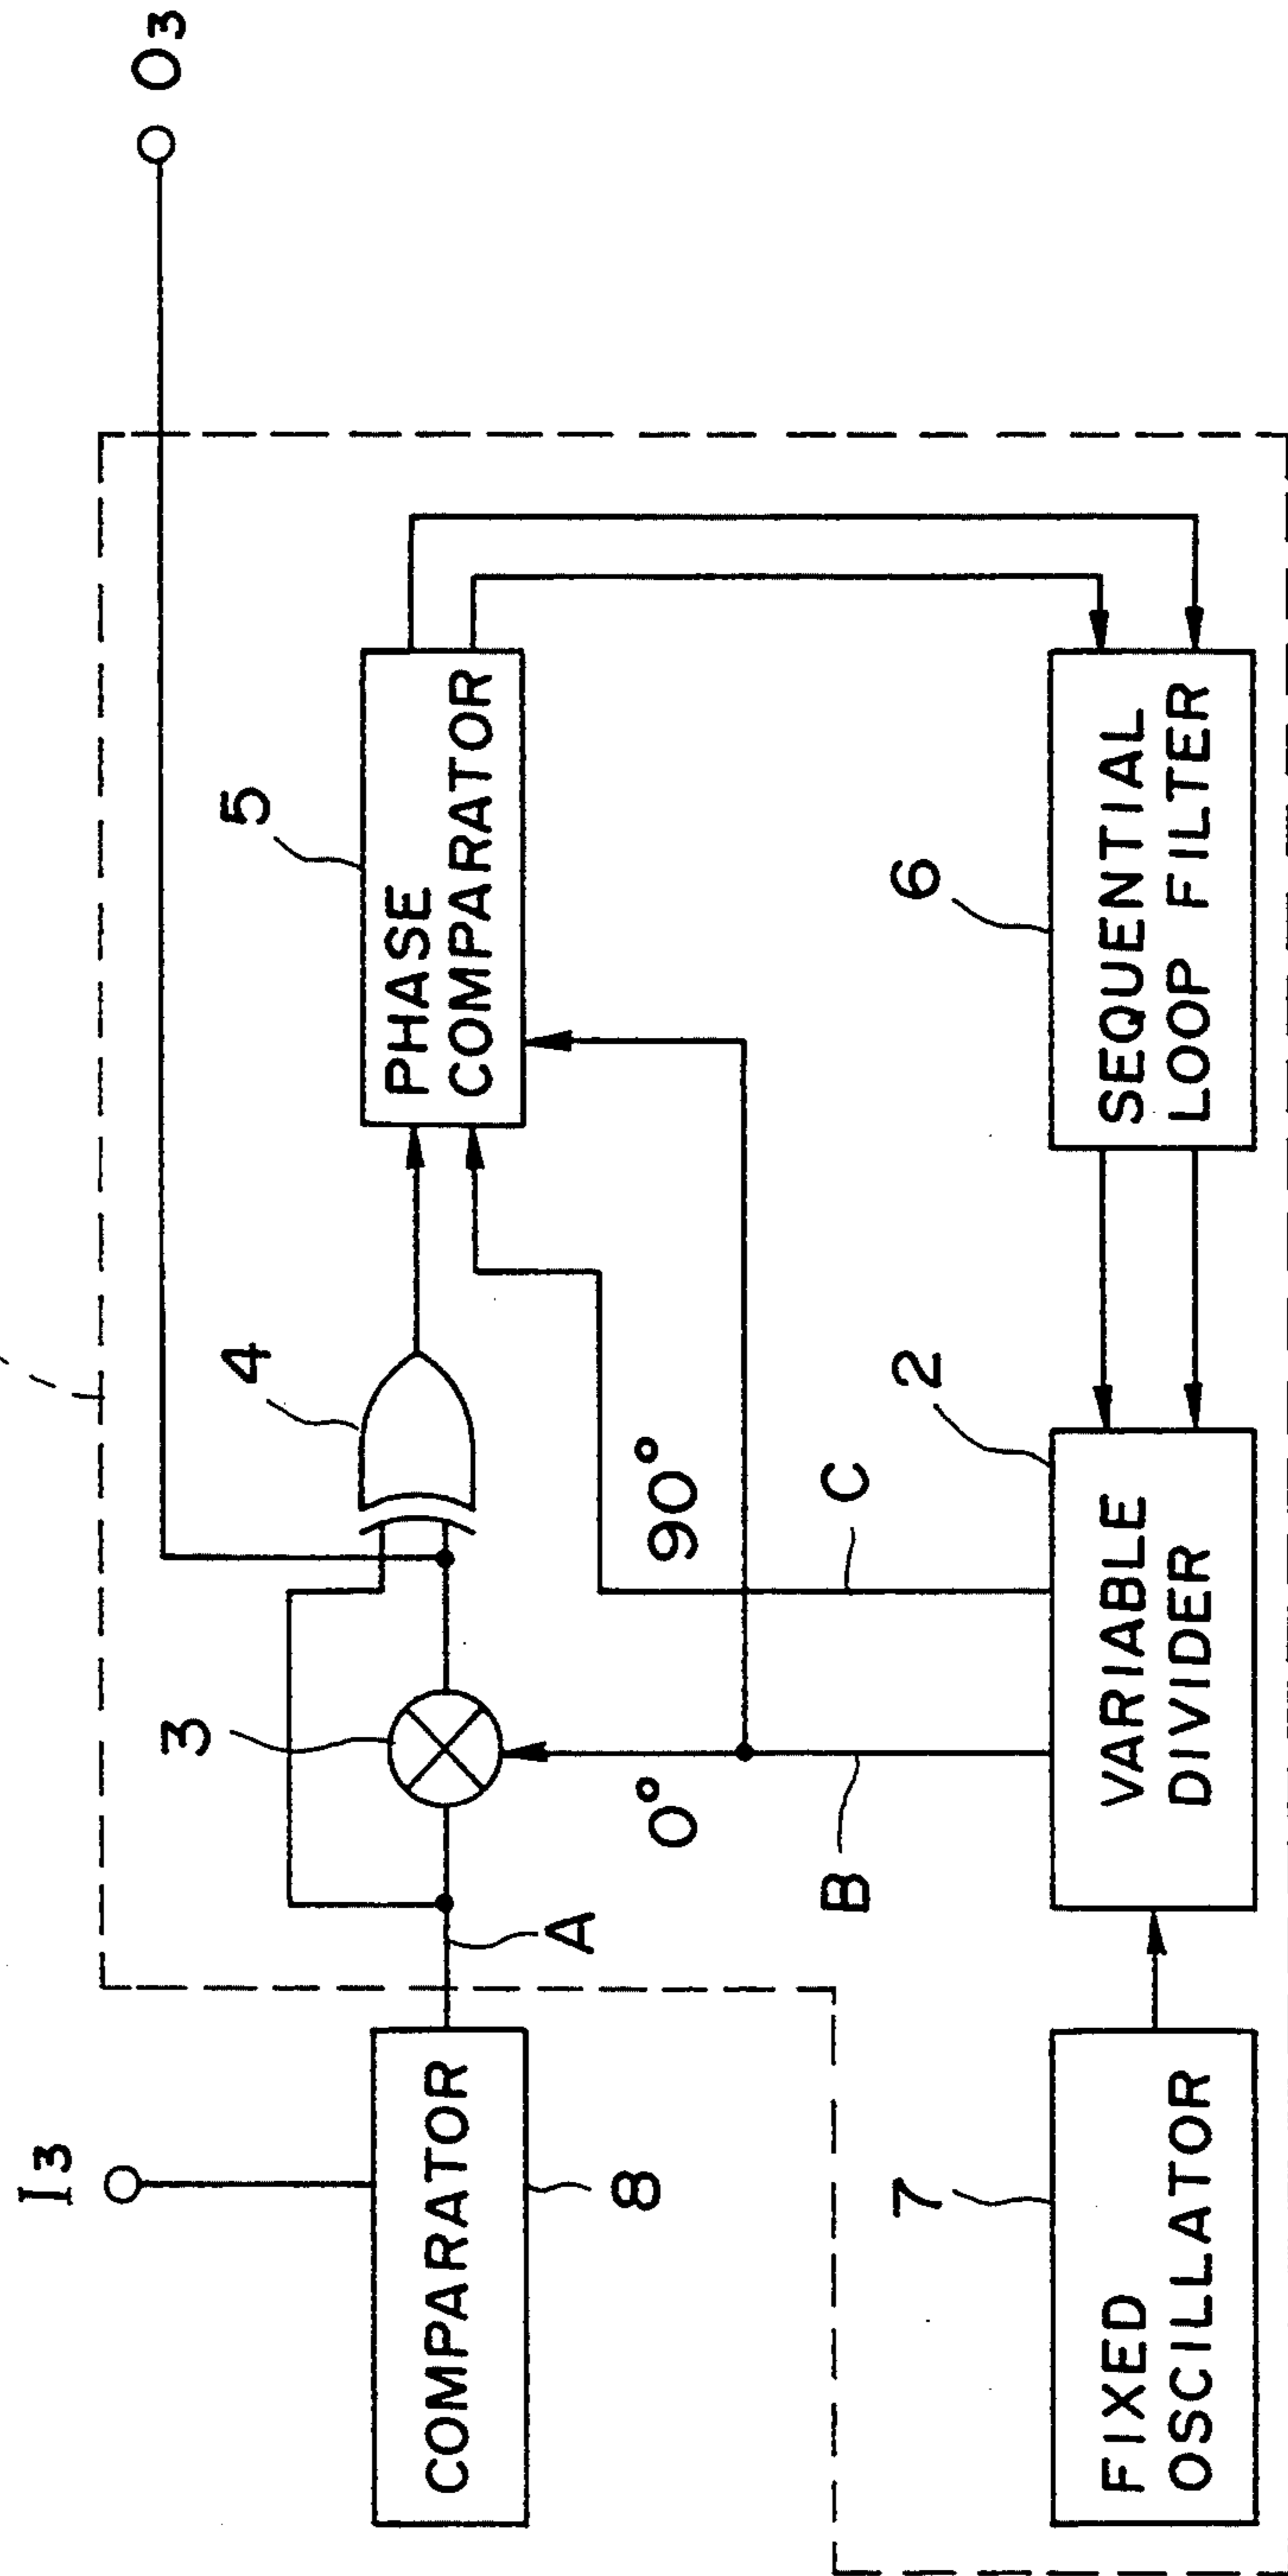 I3
O3
COMPARATOR
8
A
3
4
5
PHASE
COMPARATOR
0°
90°
B
C
7
FIXED
OSCILLATOR
2
VARIABLE
DIVIDER
6
SEQUENTIAL
LOOP FILTER